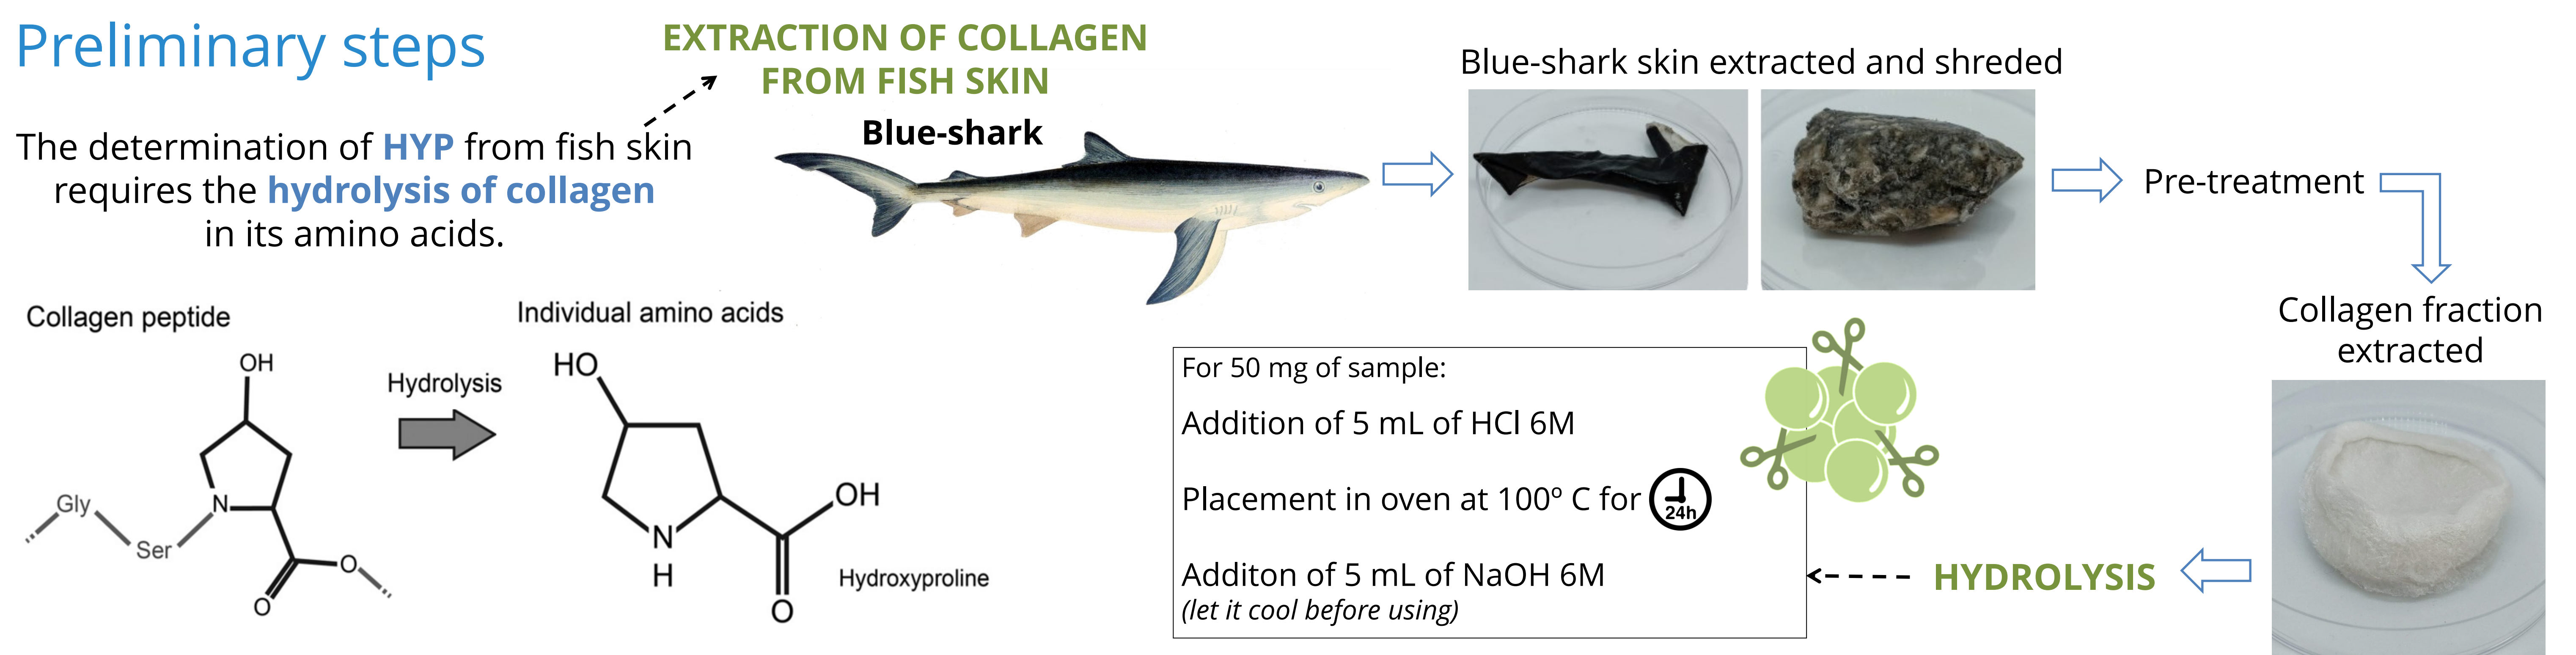 Preliminary steps
The determination of HYP from fish skin
requires the hydrolysis of collagen
in its amino acids.
EXTRACTION OF COLLAGEN
FROM FISH SKIN
Blue-shark
Blue-shark skin extracted and shreded
Pre-treatment
Collagen fraction
extracted
HYDROLYSIS
For 50 mg of sample:
Addition of 5 mL of HCl 6M
Placement in oven at 100º C for
24h
Additon of 5 mL of NaOH 6M
(let it cool before using)
Collagen peptide
OH
N
Gly
Ser
O
O
Hydrolysis
Individual amino acids
HO
OH
N
H
O
Hydroxyproline